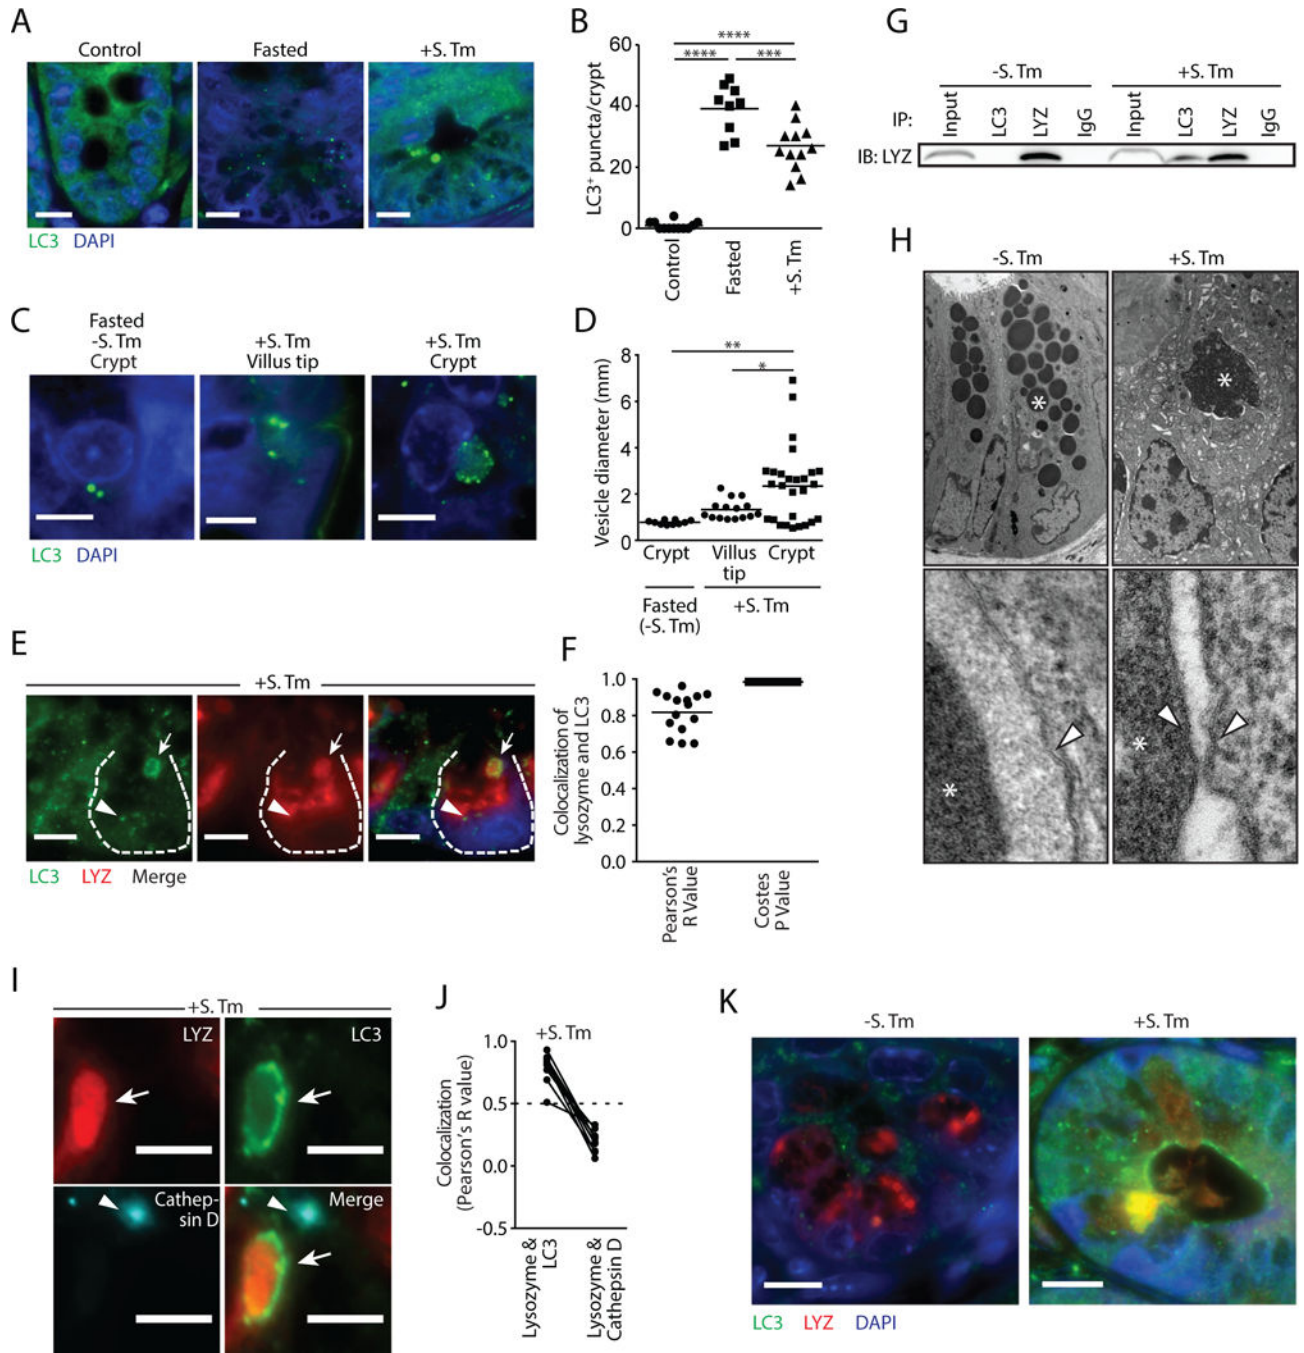 A
Control
Fasted
+S. Tm
LC3 DAPI
B
LC3⁺ puncta/crypt
60
40
20
0
****
****
***
Control
Fasted
+S. Tm
C
Fasted
-S. Tm
Crypt
+S. Tm
Villus tip
+S. Tm
Crypt
LC3 DAPI
D
Vesicle diameter (mm)
8
6
4
2
0
**
*
Crypt
Villus
tip
Crypt
Fasted
(-S. Tm)
+S. Tm
E
+S. Tm
LC3 LYZ Merge
F
Colocalization of
lysozyme and LC3
1.0
0.8
0.6
0.4
0.2
0.0
Pearson's
R Value
Costes
P Value
G
-S. Tm
+S. Tm
IP:
Input
LC3
LYZ
IgG
Input
LC3
LYZ
IgG
IB: LYZ
H
-S. Tm
+S. Tm
*
*
*
*
I
+S. Tm
LYZ
LC3
Cathep-
sin D
Merge
J
+S. Tm
Colocalization
(Pearson's R value)
1.0
0.5
0.0
-0.5
Lysozyme &
LC3
Lysozyme &
Cathepsin D
K
-S. Tm
+S. Tm
LC3 LYZ DAPI